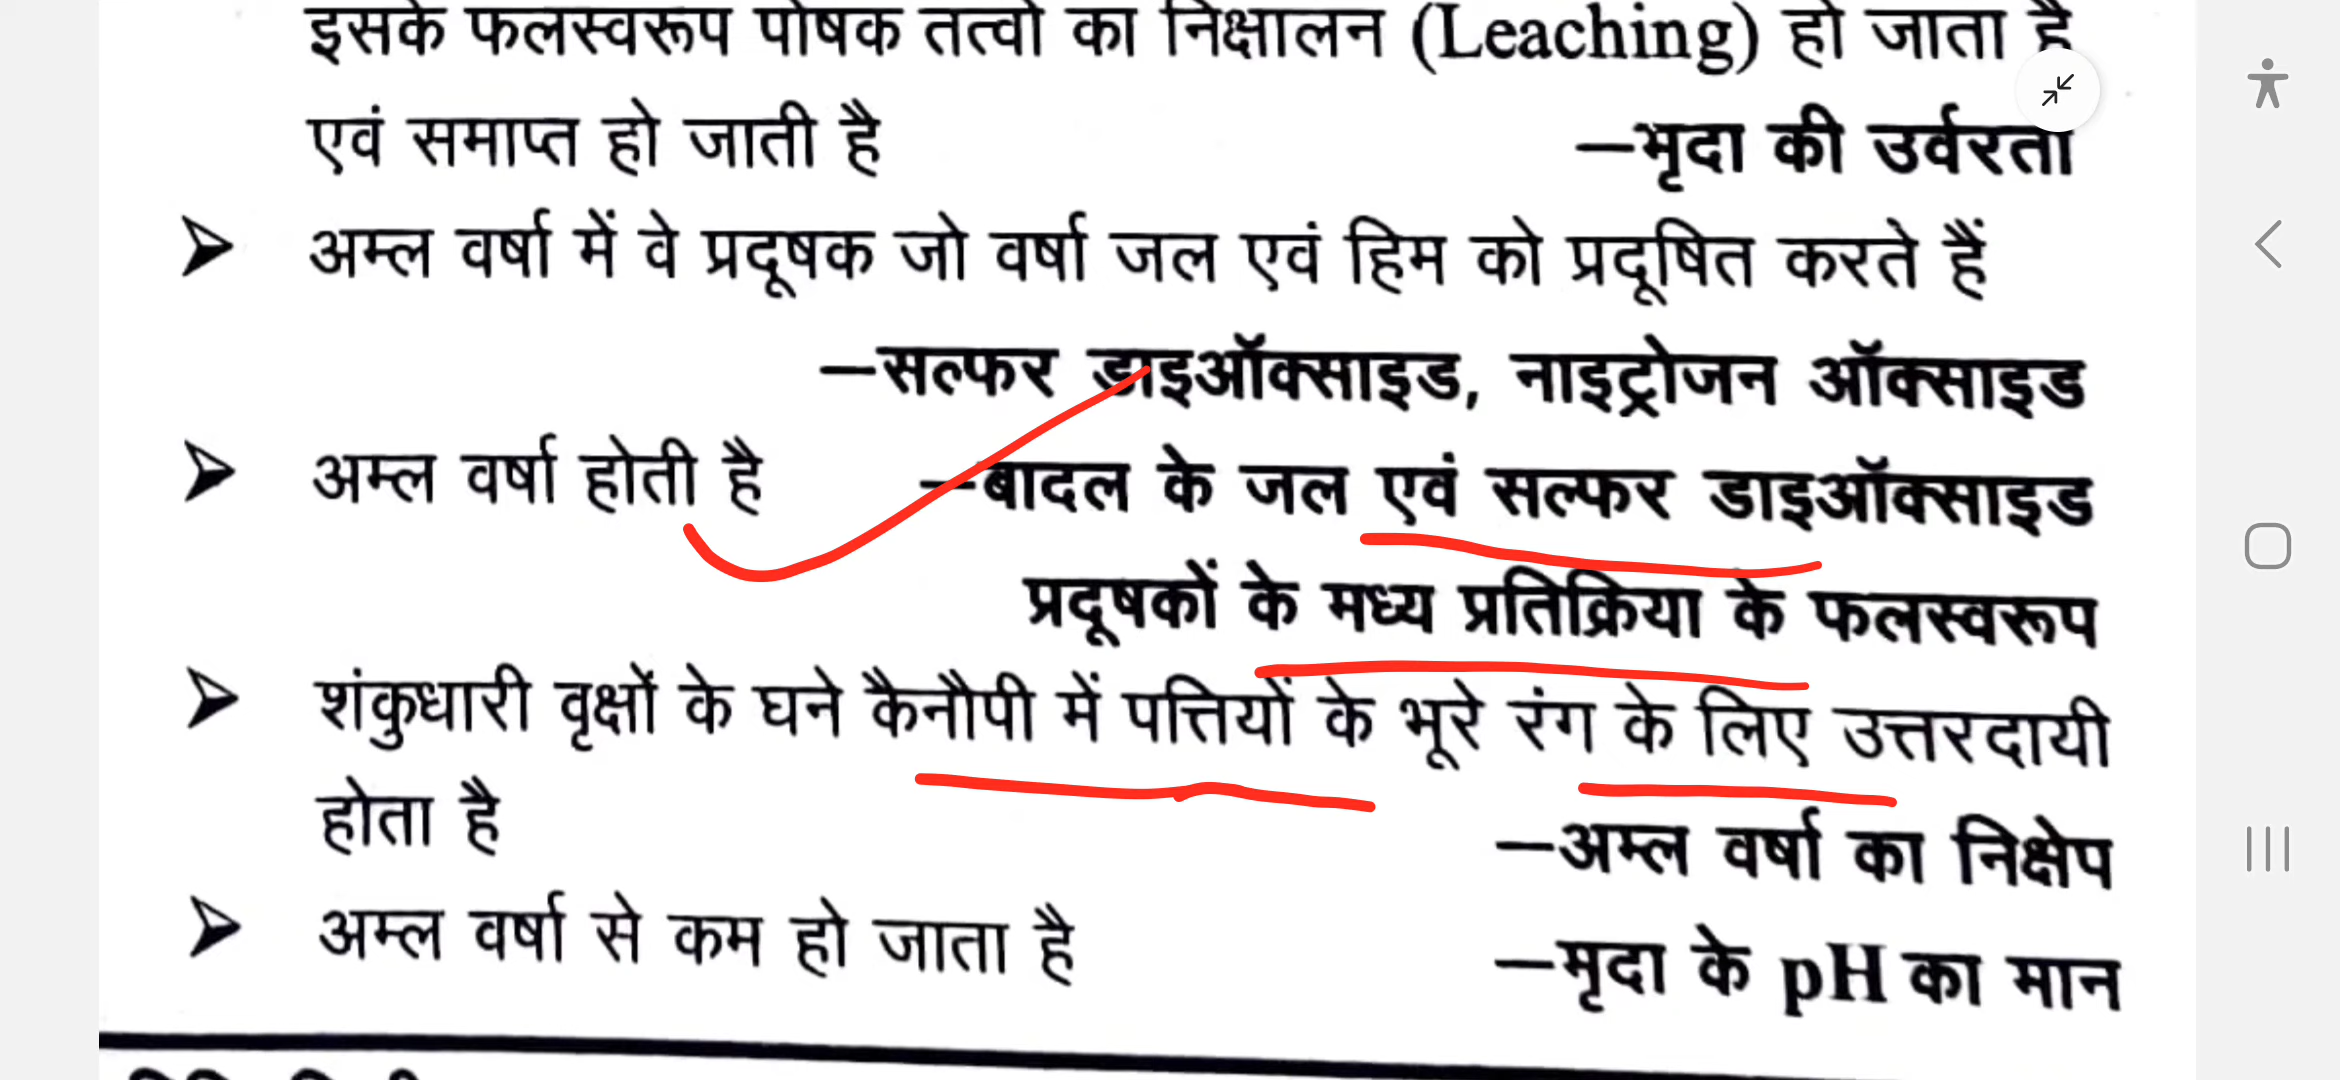 इसके फलस्वरूप पोषक तत्वों का निक्षालन (Leaching) हो जाता है
एवं समाप्त हो जाती है —मृदा की उर्वरता
➢ अम्ल वर्षा में वे प्रदूषक जो वर्षा जल एवं हिम को प्रदूषित करते हैं
—सल्फर डाइऑक्साइड, नाइट्रोजन ऑक्साइड
➢ अम्ल वर्षा होती है —बादल के जल एवं सल्फर डाइऑक्साइड
प्रदूषकों के मध्य प्रतिक्रिया के फलस्वरूप
➢ शंकुधारी वृक्षों के घने कैनौपी में पत्तियों के भूरे रंग के लिए उत्तरदायी
होता है —अम्ल वर्षा का निक्षेप
➢ अम्ल वर्षा से कम हो जाता है —मृदा के pH का मान